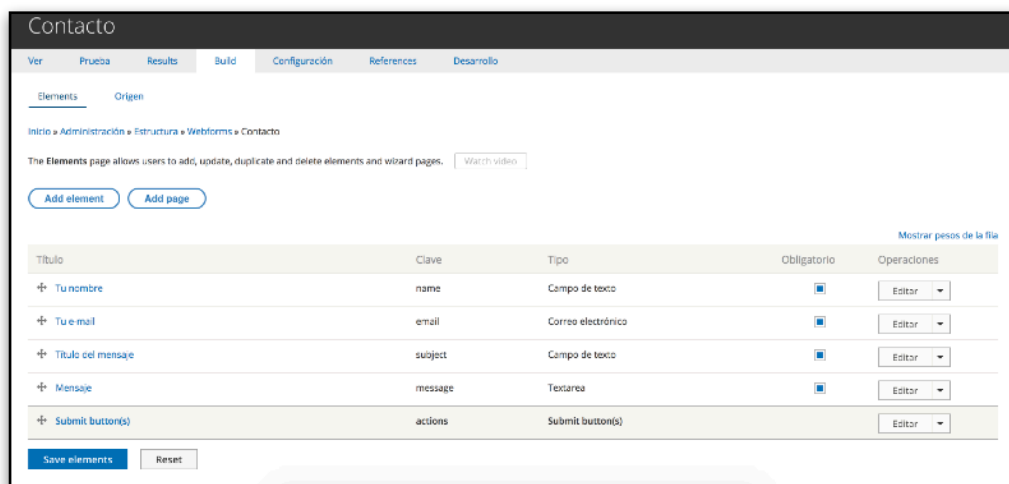 Contacto
Ver Prueba Results Build Configuración References Desarrollo
Elements Origen
Inicio » Administración » Estructura » Webforms » Contacto
The Elements page allows users to add, update, duplicate and delete elements and wizard pages. Watch video
Add element Add page
Mostrar pesos de la fila
Título Clave Tipo Obligatorio Operaciones
Tu nombre name Campo de texto Editar
Tu e-mail email Correo electrónico Editar
Título del mensaje subject Campo de texto Editar
Mensaje message Textarea Editar
Submit button(s) actions Submit button(s) Editar
Save elements Reset